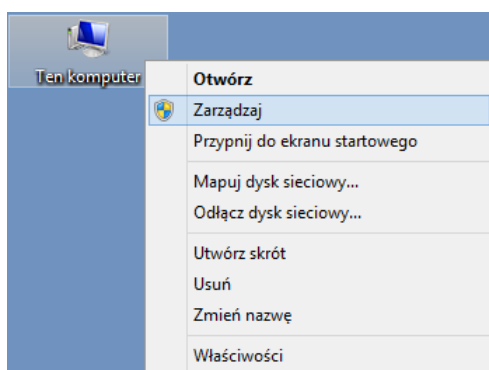 Ten komputer
Otwórz
Zarządzaj
Przypnij do ekranu startowego
Mapuj dysk sieciowy...
Odłącz dysk sieciowy...
Utwórz skrót
Usuń
Zmień nazwę
Właściwości